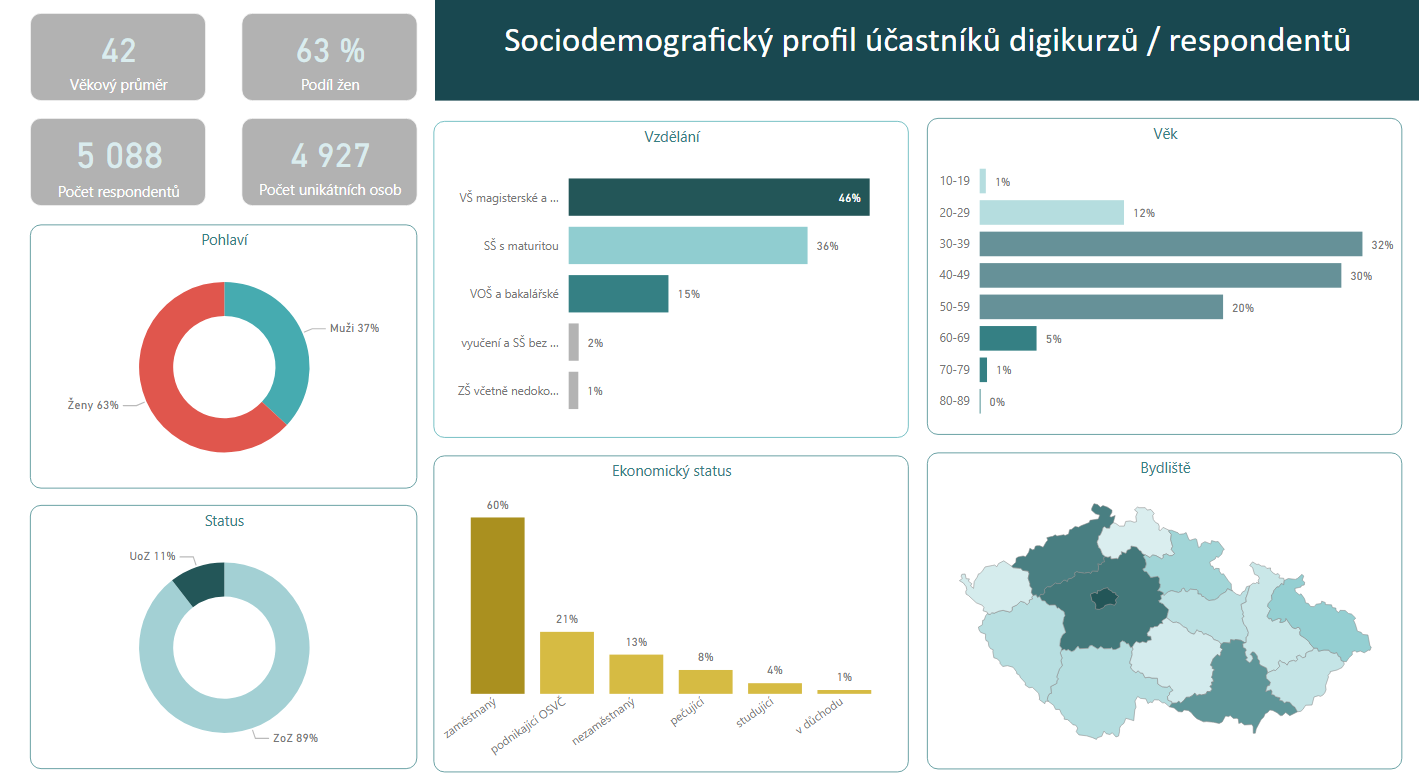 42
Věkový průměr
63 %
Podíl žen
Sociodemografický profil účastníků digikurzů / respondentů
5 088
Počet respondentů
4 927
Počet unikátních osob
Pohlaví
Muži 37%
Ženy 63%
Status
UoZ 11%
ZoZ 89%
Vzdělání
VŠ magisterské a ...
46%
SŠ s maturitou
36%
VOŠ a bakalářské
15%
vyučení a SŠ bez ...
2%
ZŠ včetně nedoko...
1%
Věk
10-19
1%
20-29
12%
30-39
32%
40-49
30%
50-59
20%
60-69
5%
70-79
1%
80-89
0%
Ekonomický status
60%
21%
13%
8%
4%
1%
zaměstnaný
podnikající OSVČ
nezaměstnaný
pečující
studující
v důchodu
Bydliště